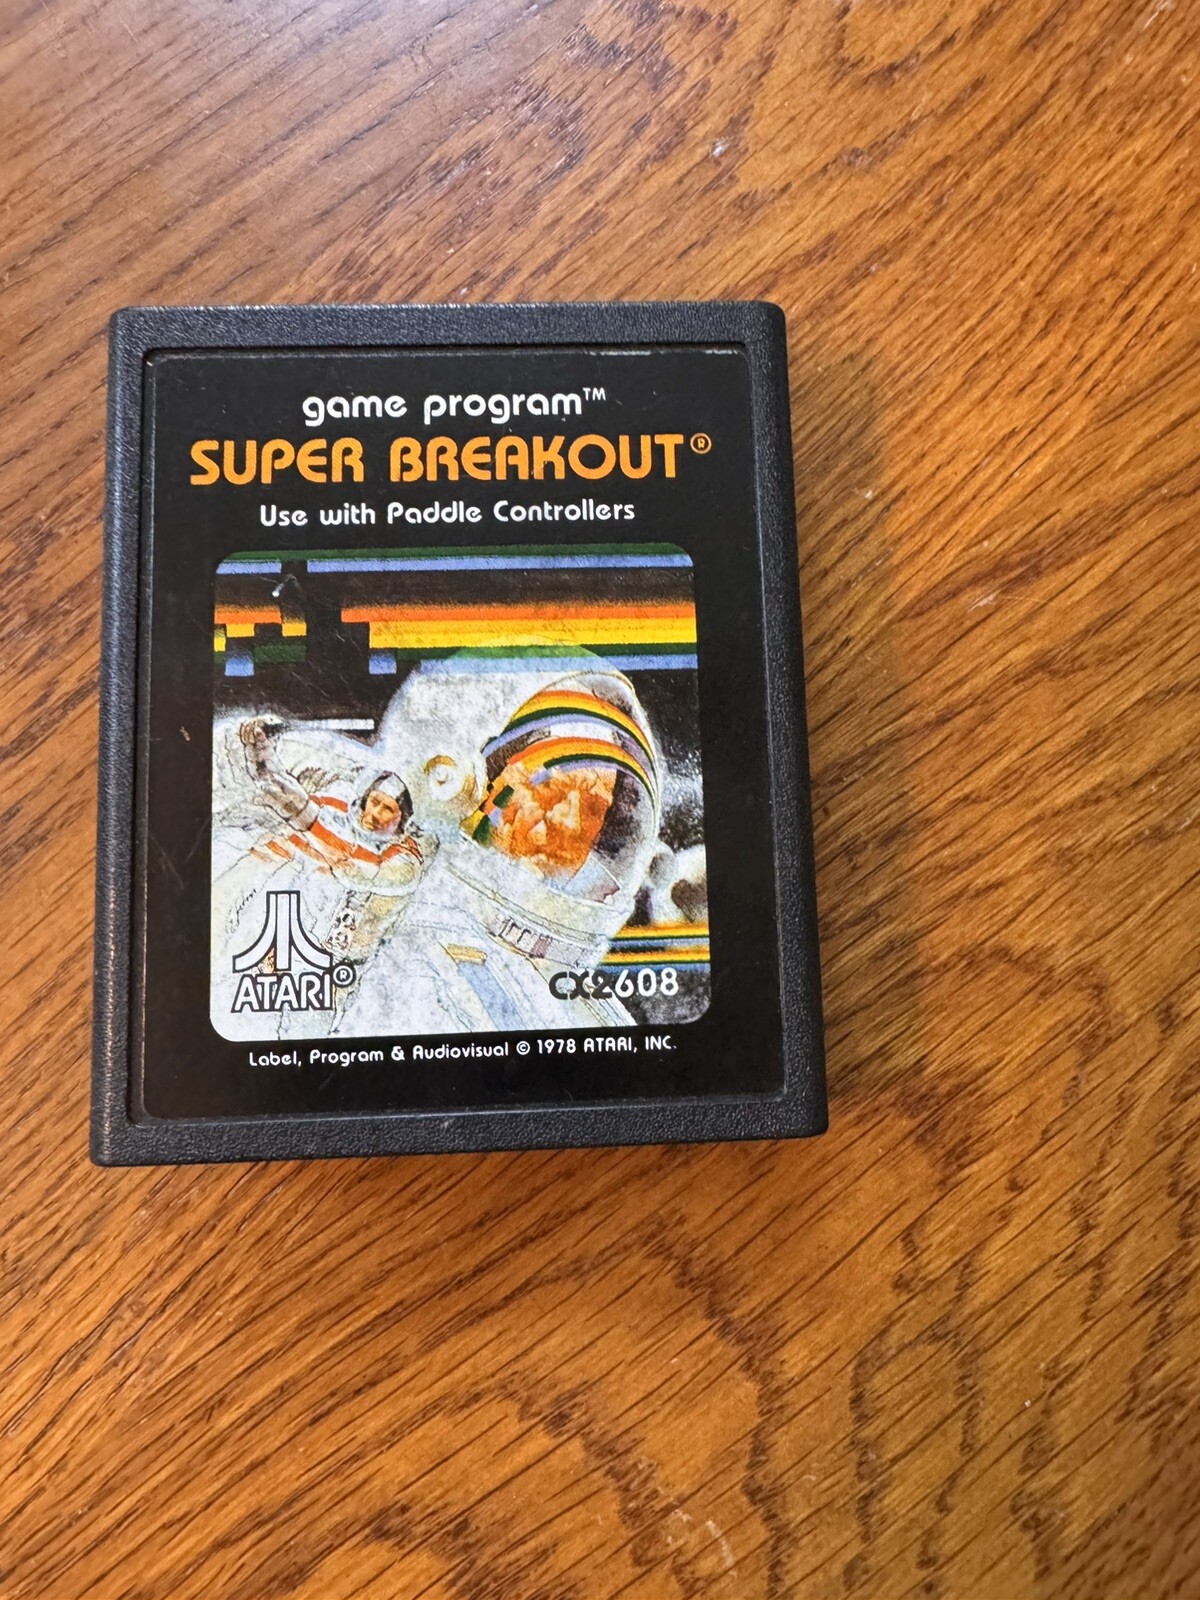 game program™
SUPER BREAKOUT®
Use with Paddle Controllers
ATARI®
CX2608
Label, Program & Audiovisual © 1978 ATARI, INC.